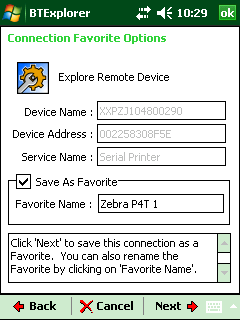 BTExplorer 10:29 ok
Connection Favorite Options
Explore Remote Device
Device Name : XXPZJ104800290
Device Address : 002258308F5E
Service Name : Serial Printer
Save As Favorite
Favorite Name : Zebra P4T 1
Click 'Next' to save this connection as a
Favorite. You can also rename the
Favorite by clicking on 'Favorite Name'.
Back Cancel Next